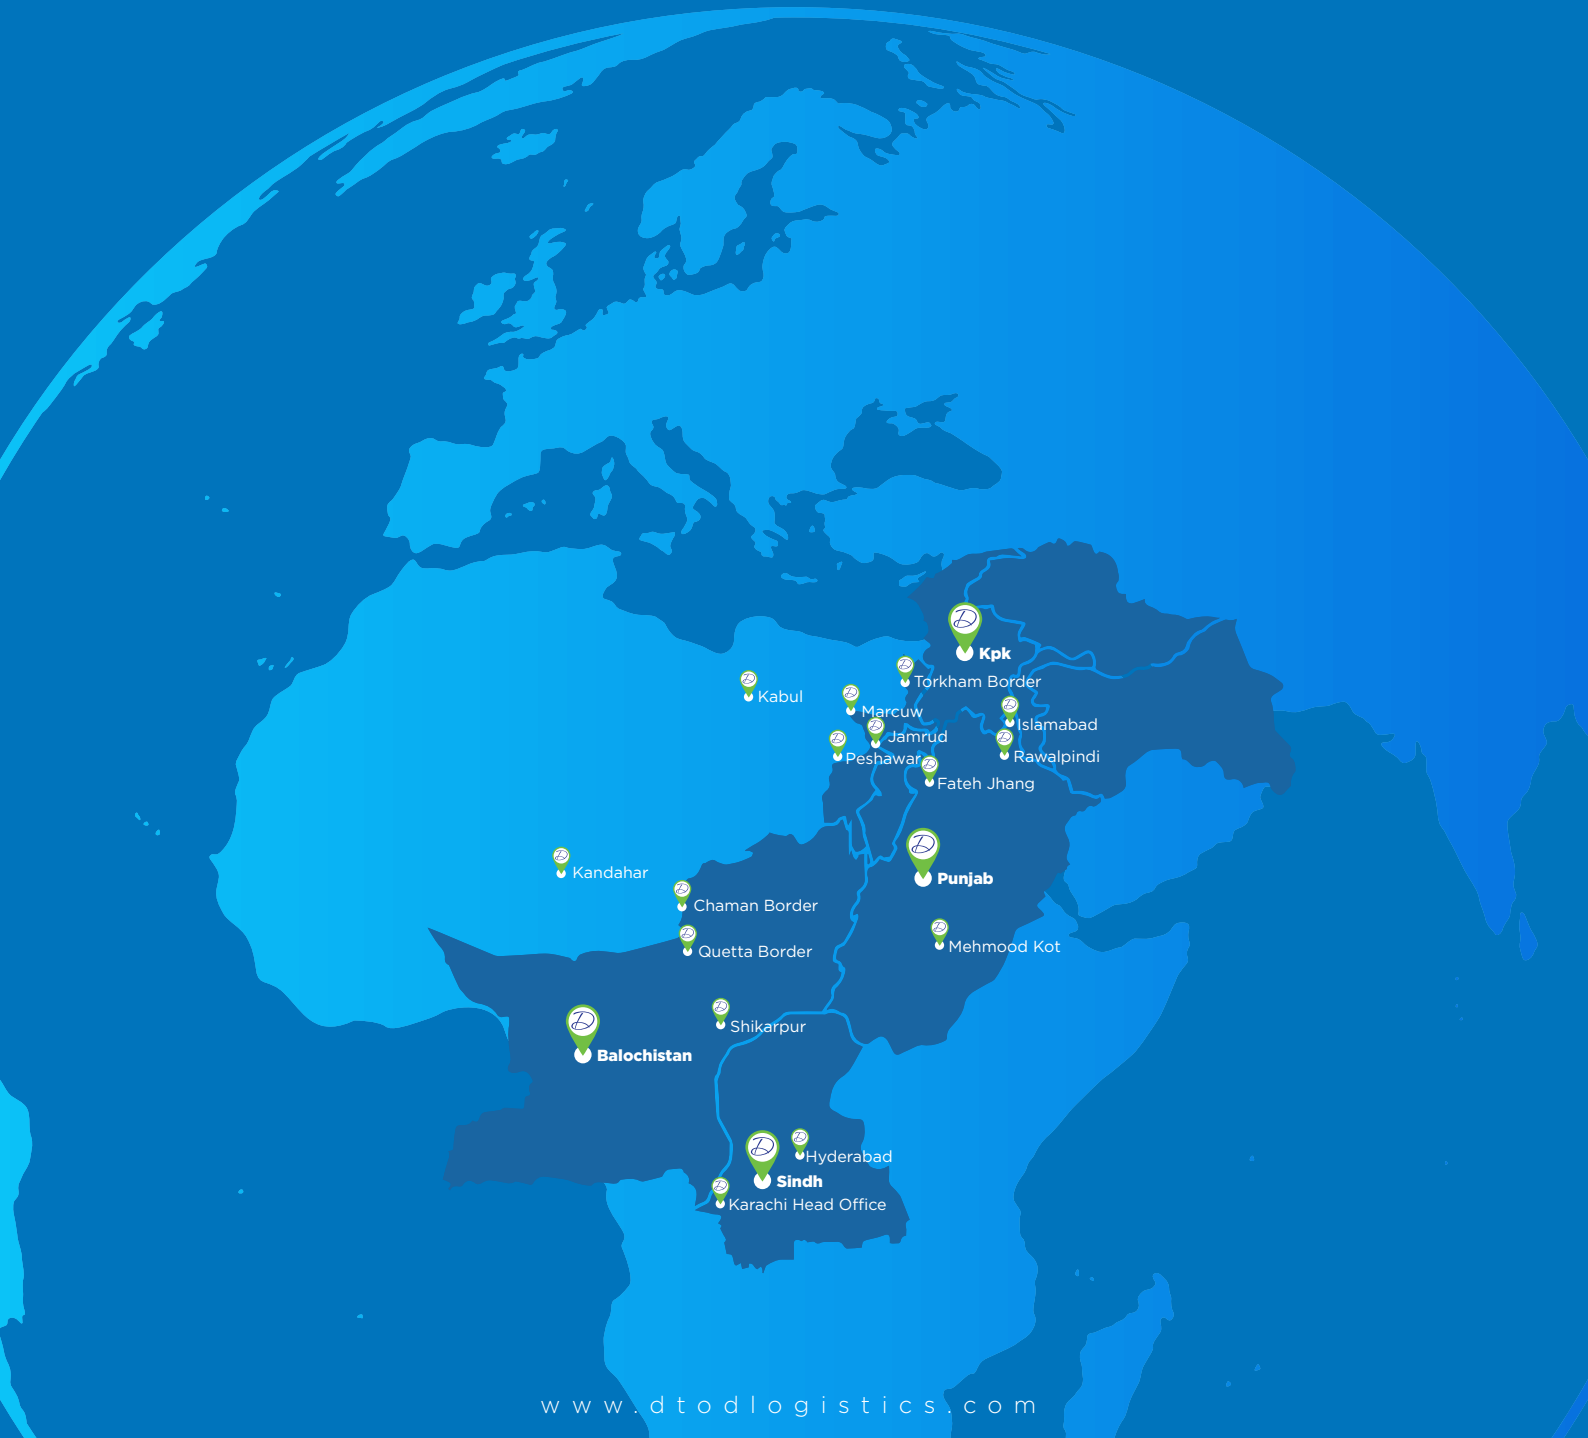 Kpk
Torkham Border
Kabul
Marcuw
Islamabad
Jamrud
Peshawar
Rawalpindi
Fateh Jhang
Kandahar
Punjab
Chaman Border
Mehmood Kot
Quetta Border
Shikarpur
Balochistan
Hyderabad
Sindh
Karachi Head Office
www.dtodlogistics.com